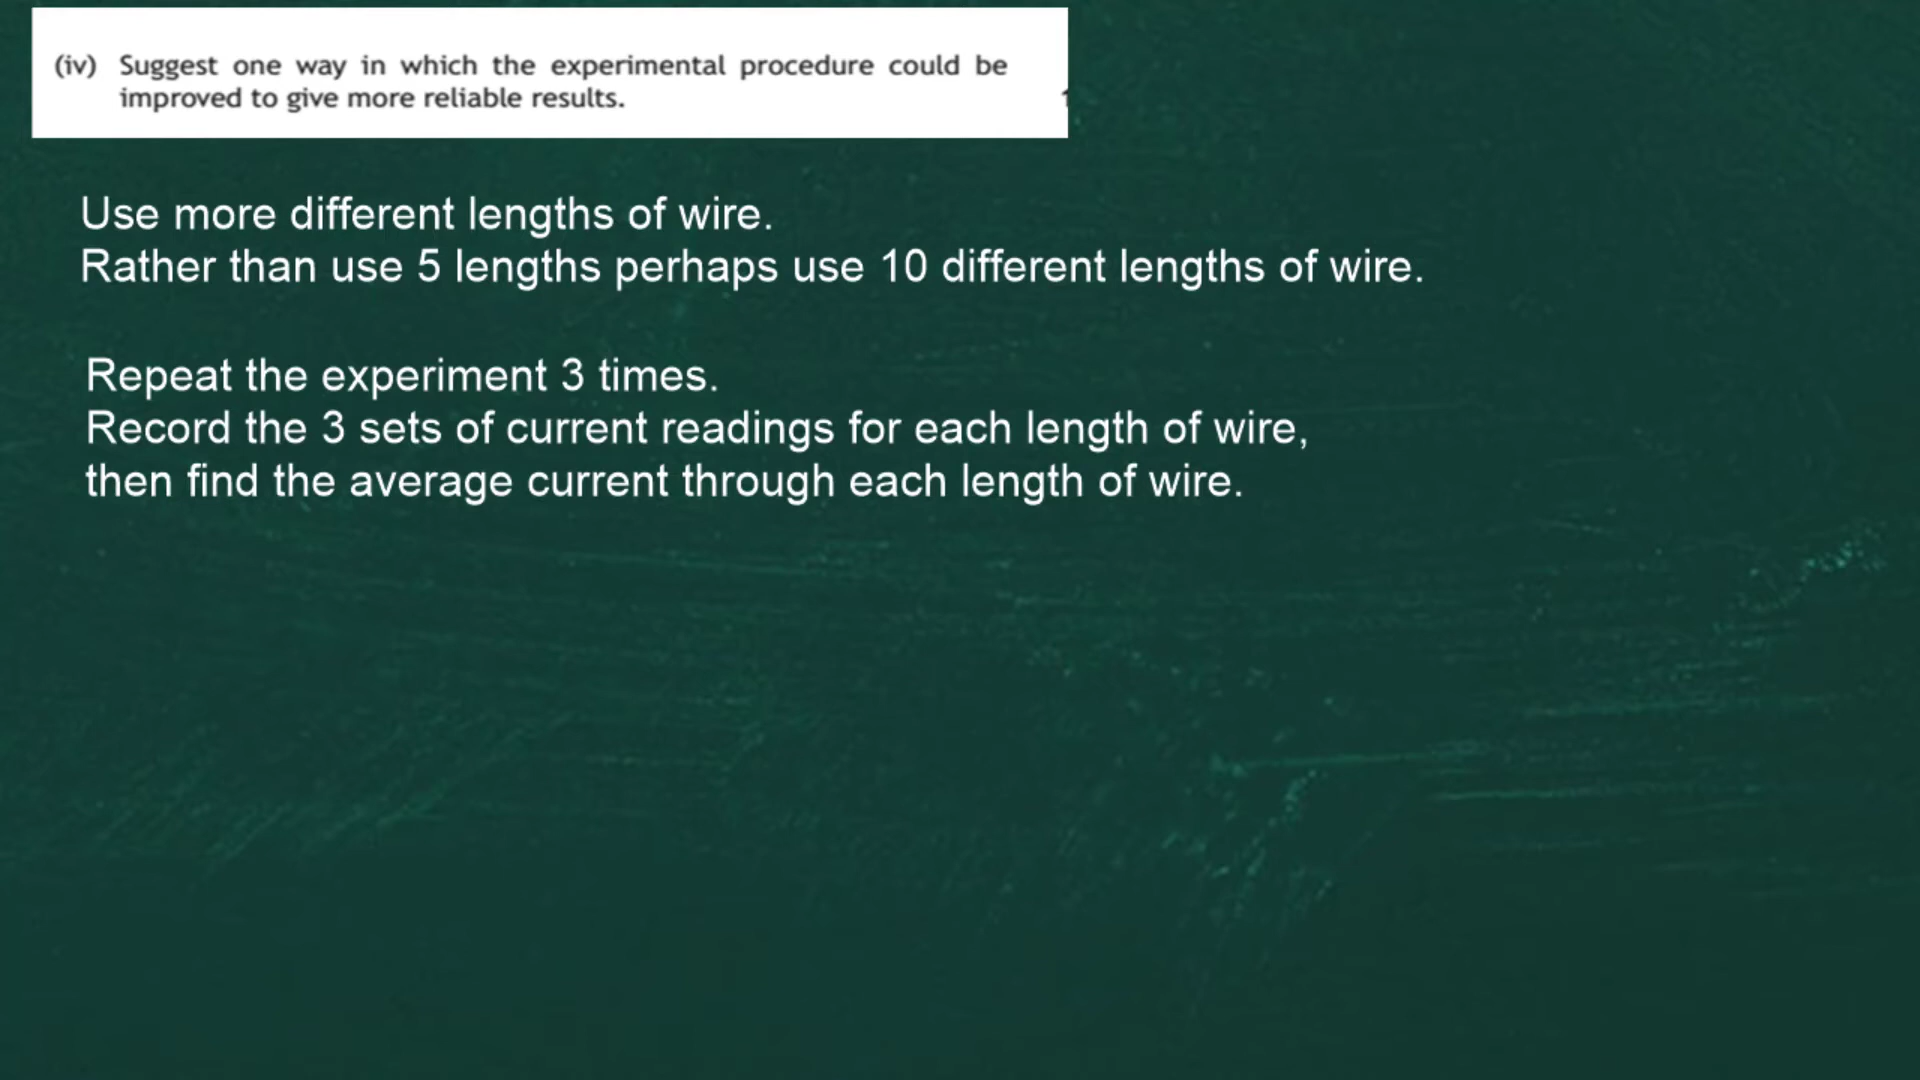 (iv) Suggest one way in which the experimental procedure could be
improved to give more reliable results.
Use more different lengths of wire.
Rather than use 5 lengths perhaps use 10 different lengths of wire.
Repeat the experiment 3 times.
Record the 3 sets of current readings for each length of wire,
then find the average current through each length of wire.